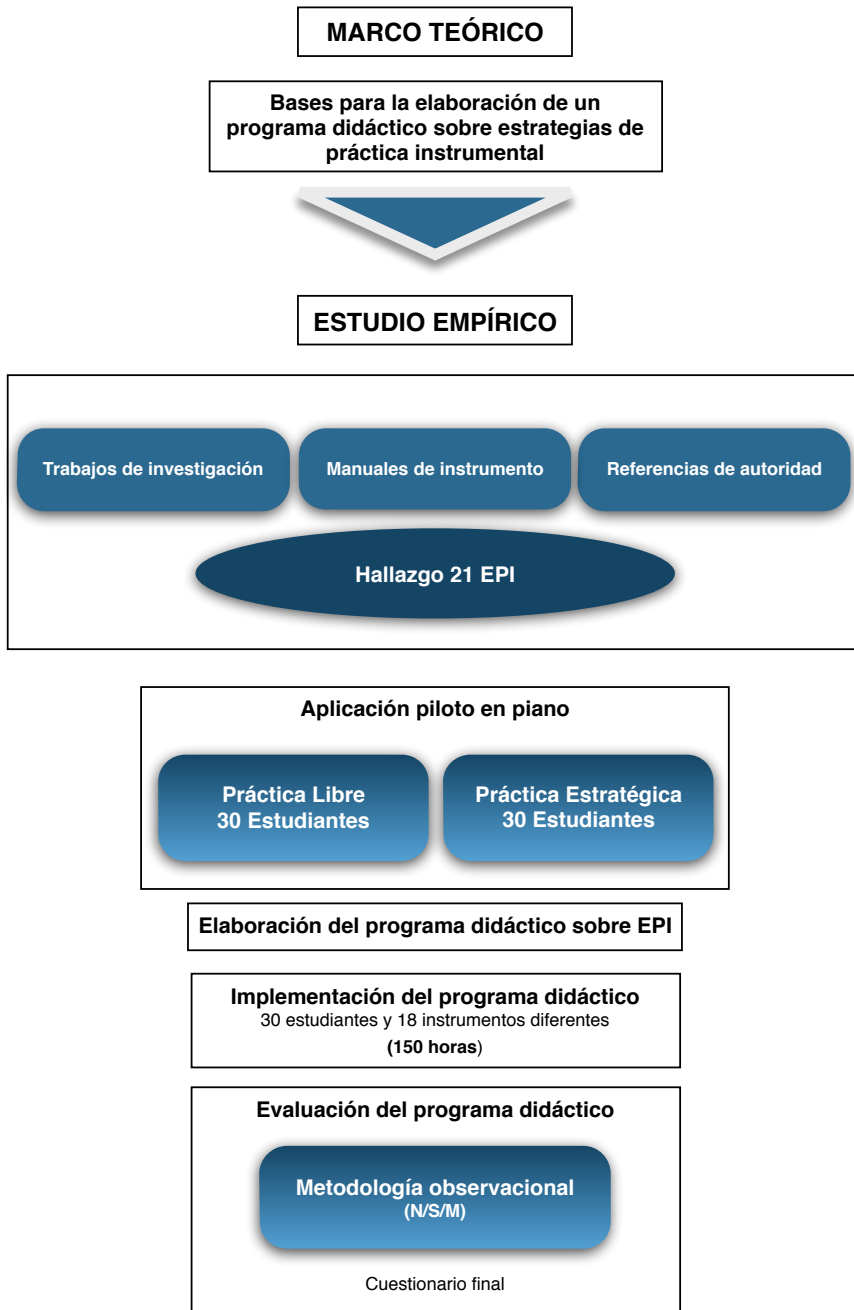 MARCO TEÓRICO
Bases para la elaboración de un
programa didáctico sobre estrategias de
práctica instrumental
ESTUDIO EMPÍRICO
Trabajos de investigación
Manuales de instrumento
Referencias de autoridad
Hallazgo 21 EPI
Aplicación piloto en piano
Práctica Libre
30 Estudiantes
Práctica Estratégica
30 Estudiantes
Elaboración del programa didáctico sobre EPI
Implementación del programa didáctico
30 estudiantes y 18 instrumentos diferentes
(150 horas)
Evaluación del programa didáctico
Metodología observacional
(N/S/M)
Cuestionario final